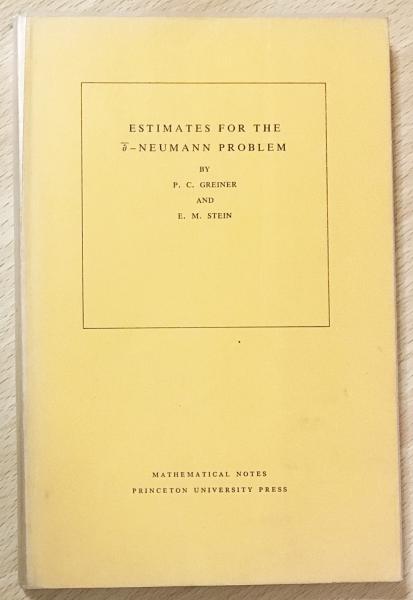 ESTIMATES FOR THE
∂̅–NEUMANN PROBLEM
BY
P. C. GREINER
AND
E. M. STEIN
MATHEMATICAL NOTES
PRINCETON UNIVERSITY PRESS